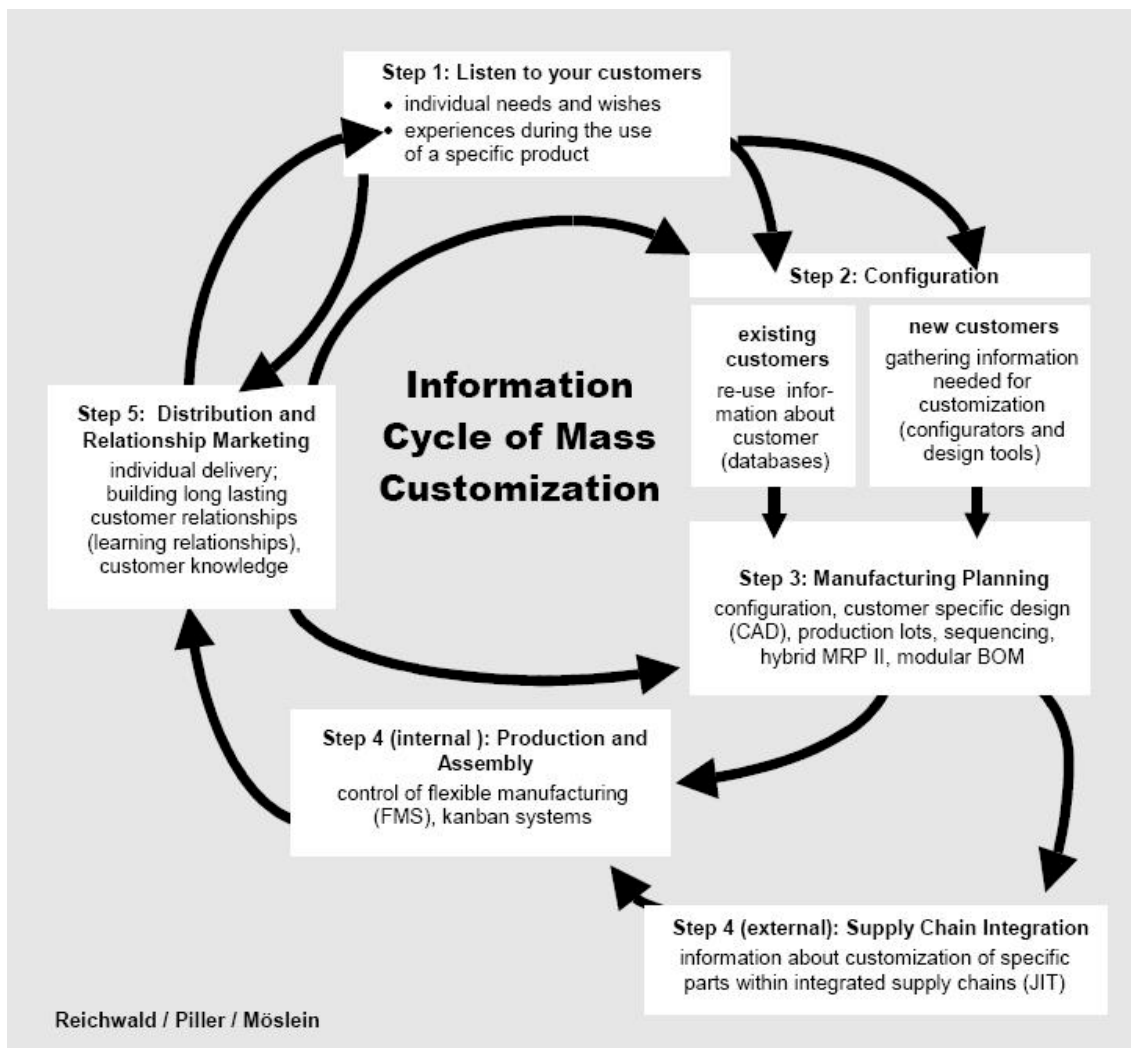 Step 1: Listen to your customers
• individual needs and wishes
• experiences during the use
of a specific product
Step 2: Configuration
existing
customers
re-use infor-
mation about
customer
(databases)
new customers
gathering information
needed for
customization
(configurators and
design tools)
Information
Cycle of Mass
Customization
Step 5: Distribution and
Relationship Marketing
individual delivery;
building long lasting
customer relationships
(learning relationships),
customer knowledge
Step 3: Manufacturing Planning
configuration, customer specific design
(CAD), production lots, sequencing,
hybrid MRP II, modular BOM
Step 4 (internal ): Production and
Assembly
control of flexible manufacturing
(FMS), kanban systems
Step 4 (external): Supply Chain Integration
information about customization of specific
parts within integrated supply chains (JIT)
Reichwald / Piller / Möslein